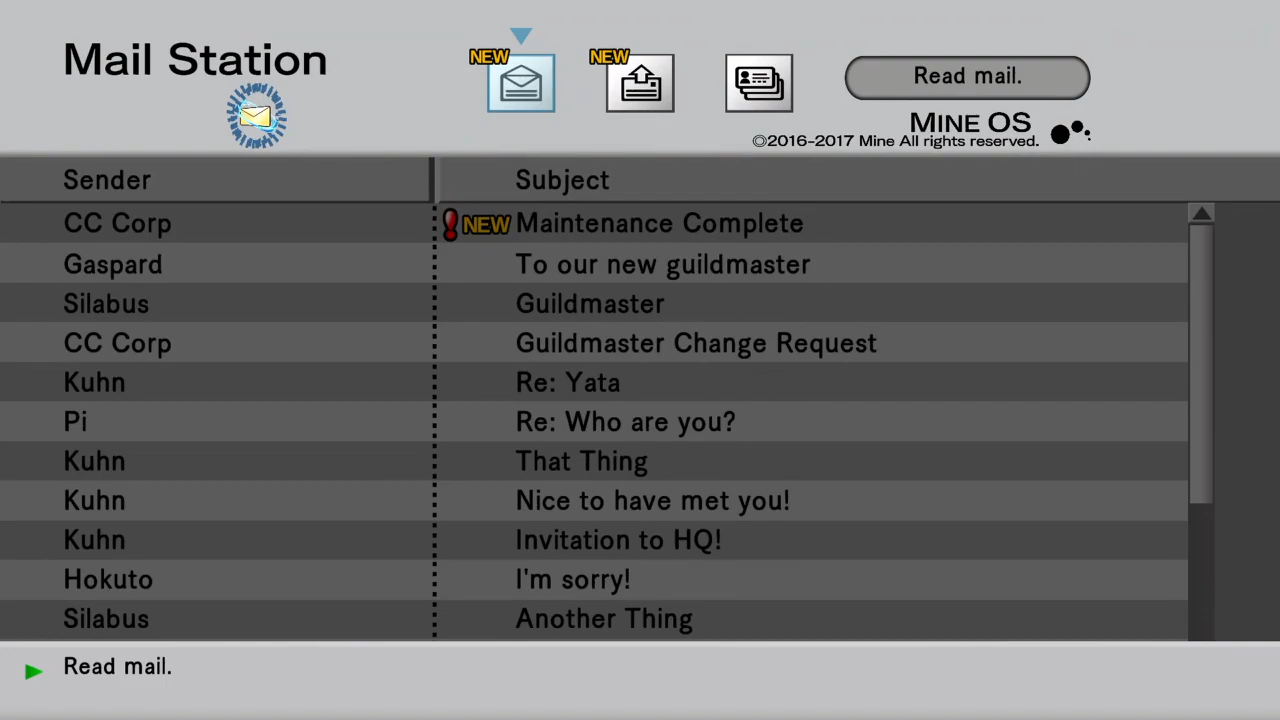 Mail Station
NEW
NEW
Read mail.
MINE OS
©2016-2017 Mine All rights reserved.
Sender Subject
CC Corp NEW Maintenance Complete
Gaspard To our new guildmaster
Silabus Guildmaster
CC Corp Guildmaster Change Request
Kuhn Re: Yata
Pi Re: Who are you?
Kuhn That Thing
Kuhn Nice to have met you!
Kuhn Invitation to HQ!
Hokuto I'm sorry!
Silabus Another Thing
Read mail.